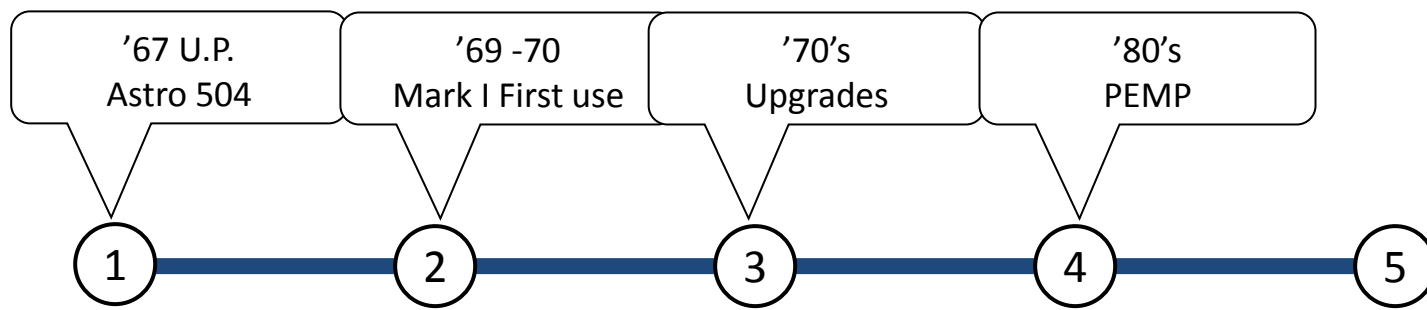 ’67 U.P.
Astro 504
’69 -70
Mark I First use
’70’s
Upgrades
’80’s
PEMP
1
2
3
4
5